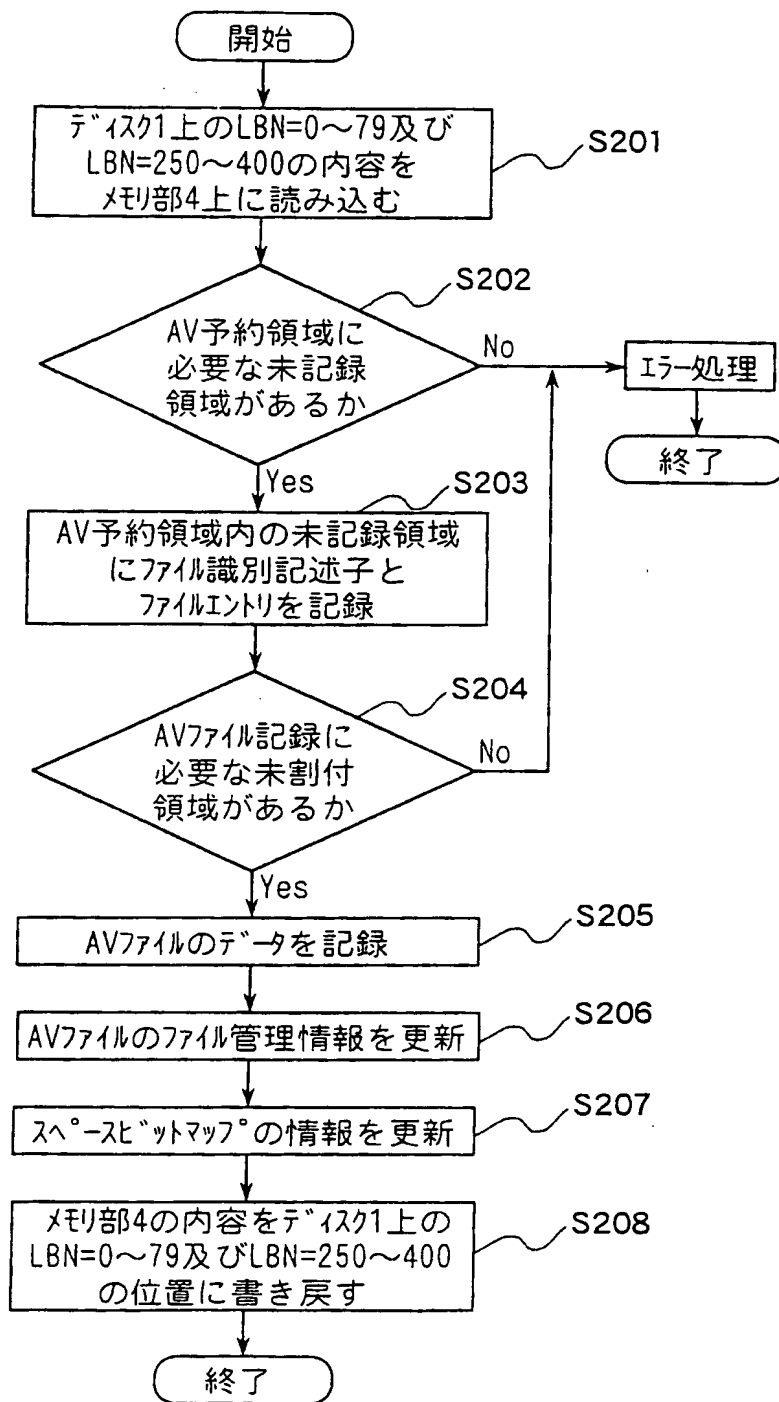 開始
ディスク1上のLBN=0〜79及び
LBN=250〜400の内容を
メモリ部4上に読み込む
S201
AV予約領域に
必要な未記録
領域があるか
S202
No
エラー処理
終了
Yes
AV予約領域内の未記録領域
にファイル識別記述子と
ファイルエントリを記録
S203
AVファイル記録に
必要な未割付
領域があるか
S204
No
Yes
AVファイルのデータを記録
S205
AVファイルのファイル管理情報を更新
S206
スペースビットマップの情報を更新
S207
メモリ部4の内容をディスク1上の
LBN=0〜79及びLBN=250〜400
の位置に書き戻す
S208
終了